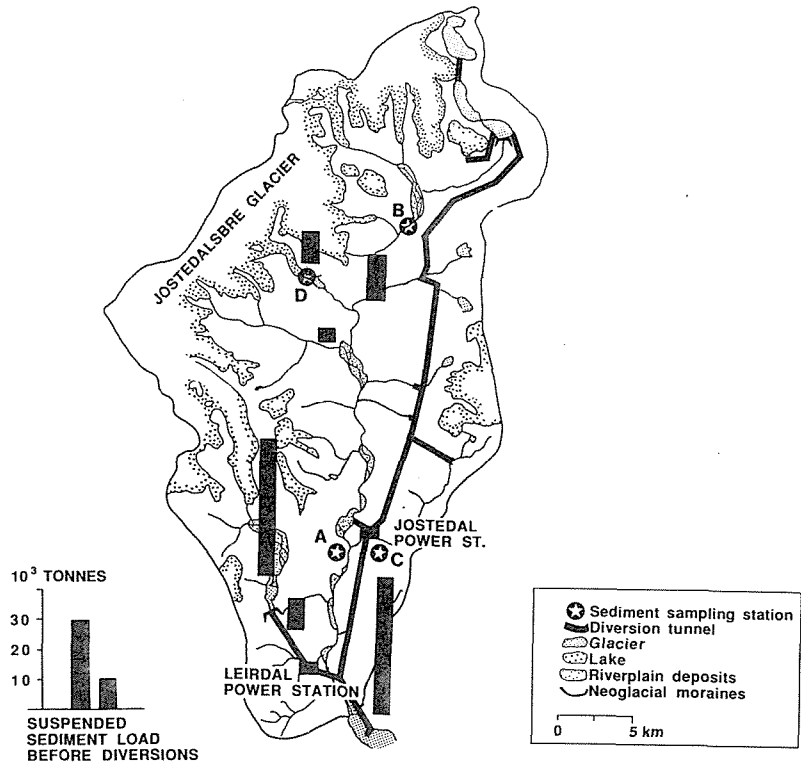 JOSTEDALSBRE GLACIER
B
D
A
C
JOSTEDAL
POWER ST.
LEIRDAL
POWER STATION
10³ TONNES
30
20
10
SUSPENDED
SEDIMENT LOAD
BEFORE DIVERSIONS
Sediment sampling station
Diversion tunnel
Glacier
Lake
Riverplain deposits
Neoglacial moraines
0 5 km